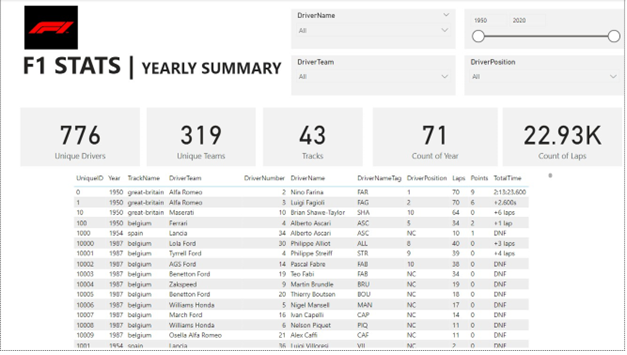 F1
DriverName
All
1950 2020
F1 STATS | YEARLY SUMMARY
DriverTeam
All
DriverPosition
All
776
Unique Drivers
319
Unique Teams
43
Tracks
71
Count of Year
22.93K
Count of Laps
UniqueID Year TrackName DriverTeam DriverNumber DriverName DriverNameTag DriverPosition Laps Points TotalTime
0 1950 great-britain Alfa Romeo 2 Nino Farina FAR 1 70 9 2:13:23.600
1 1950 great-britain Alfa Romeo 3 Luigi Fagioli FAG 2 70 6 +2.600s
10 1950 great-britain Maserati 10 Brian Shawe-Taylor SHA 10 64 0 +6 laps
100 1950 belgium Ferrari 4 Alberto Ascari ASC 5 34 2 +1 lap
1000 1954 spain Lancia 34 Alberto Ascari ASC NC 10 1 DNF
10000 1987 belgium Lola Ford 30 Philippe Alliot ALL 8 40 0 +3 laps
10001 1987 belgium Tyrrell Ford 4 Philippe Streiff STR 9 39 0 +4 laps
10002 1987 belgium AGS Ford 14 Pascal Fabre FAB 10 38 0 DNF
10003 1987 belgium Benetton Ford 19 Teo Fabi FAB NC 34 0 DNF
10004 1987 belgium Zakspeed 9 Martin Brundle BRU NC 19 0 DNF
10005 1987 belgium Benetton Ford 20 Thierry Boutsen BOU NC 18 0 DNF
10006 1987 belgium Williams Honda 5 Nigel Mansell MAN NC 17 0 DNF
10007 1987 belgium March Ford 16 Ivan Capelli CAP NC 14 0 DNF
10008 1987 belgium Williams Honda 6 Nelson Piquet PIQ NC 11 0 DNF
10009 1987 belgium Osella Alfa Romeo 21 Alex Caffi CAF NC 11 0 DNF
1001 1954 spain Lancia 36 Luigi Villoresi VIL NC 2 0 DNF